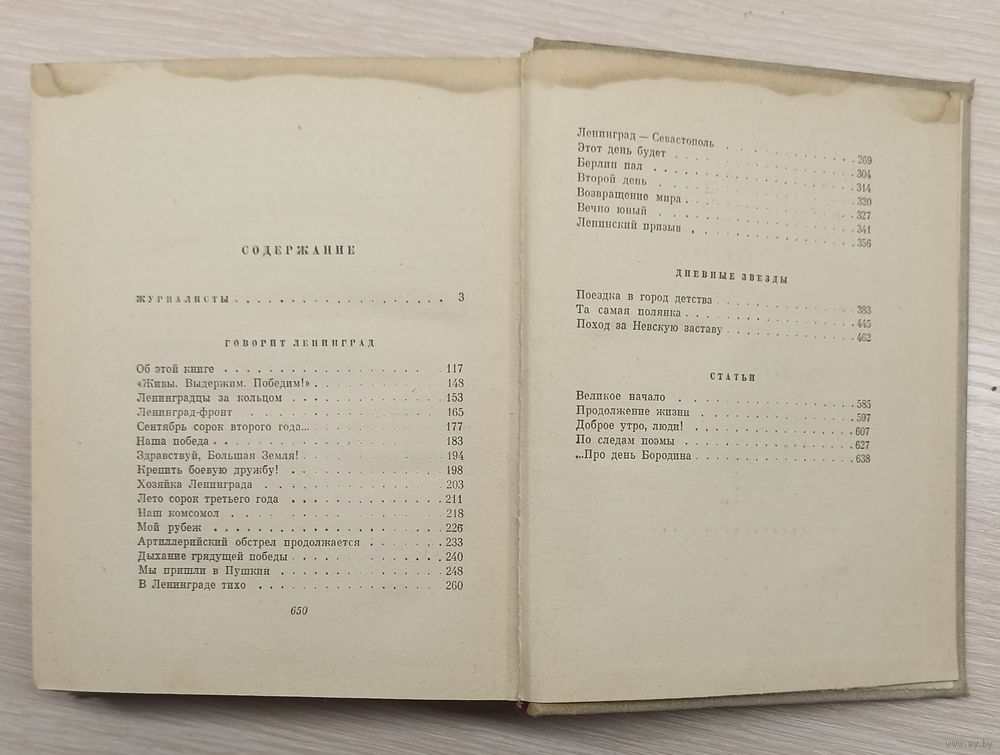 СОДЕРЖАНИЕ
ЖУРНАЛИСТЫ . . . . . . . . . . . . . . . . . . 3
ГОВОРИТ ЛЕНИНГРАД
Об этой книге . . . . . . . . . . . . . . . . 117
«Живы. Выдержим. Победим!» . . . . . . . . . . 148
Ленинградцы за кольцом . . . . . . . . . . . . 153
Ленинград-фронт . . . . . . . . . . . . . . . 165
Сентябрь сорок второго года... . . . . . . . . 177
Наша победа . . . . . . . . . . . . . . . . . 183
Здравствуй, Большая Земля! . . . . . . . . . . 194
Крепить боевую дружбу! . . . . . . . . . . . . 198
Хозяйка Ленинграда . . . . . . . . . . . . . . 203
Лето сорок третьего года . . . . . . . . . . . 211
Наш комсомол . . . . . . . . . . . . . . . . . 218
Мой рубеж . . . . . . . . . . . . . . . . . . 226
Артиллерийский обстрел продолжается . . . . . . 233
Дыхание грядущей победы . . . . . . . . . . . . 240
Мы пришли в Пушкин . . . . . . . . . . . . . . 248
В Ленинграде тихо . . . . . . . . . . . . . . 260
650
Ленинград — Севастополь . . . . . . . . . . . 269
Этот день будет . . . . . . . . . . . . . . . 304
Берлин пал . . . . . . . . . . . . . . . . . . 314
Второй день . . . . . . . . . . . . . . . . . 320
Возвращение мира . . . . . . . . . . . . . . . 327
Вечно юный . . . . . . . . . . . . . . . . . . 341
Ленинский призыв . . . . . . . . . . . . . . . 356
ДНЕВНЫЕ ЗВЕЗДЫ
Поездка в город детства . . . . . . . . . . . 383
Та самая полянка . . . . . . . . . . . . . . . 445
Поход за Невскую заставу . . . . . . . . . . . 462
СТАТЬИ
Великое начало . . . . . . . . . . . . . . . . 585
Продолжение жизни . . . . . . . . . . . . . . 597
Доброе утро, люди! . . . . . . . . . . . . . . 607
По следам поэмы . . . . . . . . . . . . . . . 627
...Про день Бородина . . . . . . . . . . . . . 638
www.ay.by